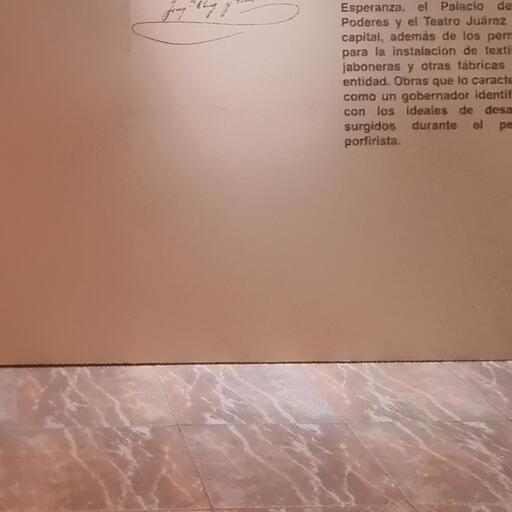 Esperanza, el Palacio de
Poderes y el Teatro Juárez
capital, además de los per
para la instalación de texti
jaboneras y otras fábricas
entidad. Obras que lo caract
como un gobernador identif
con los ideales de desa
surgidos durante el pe
porfirista.